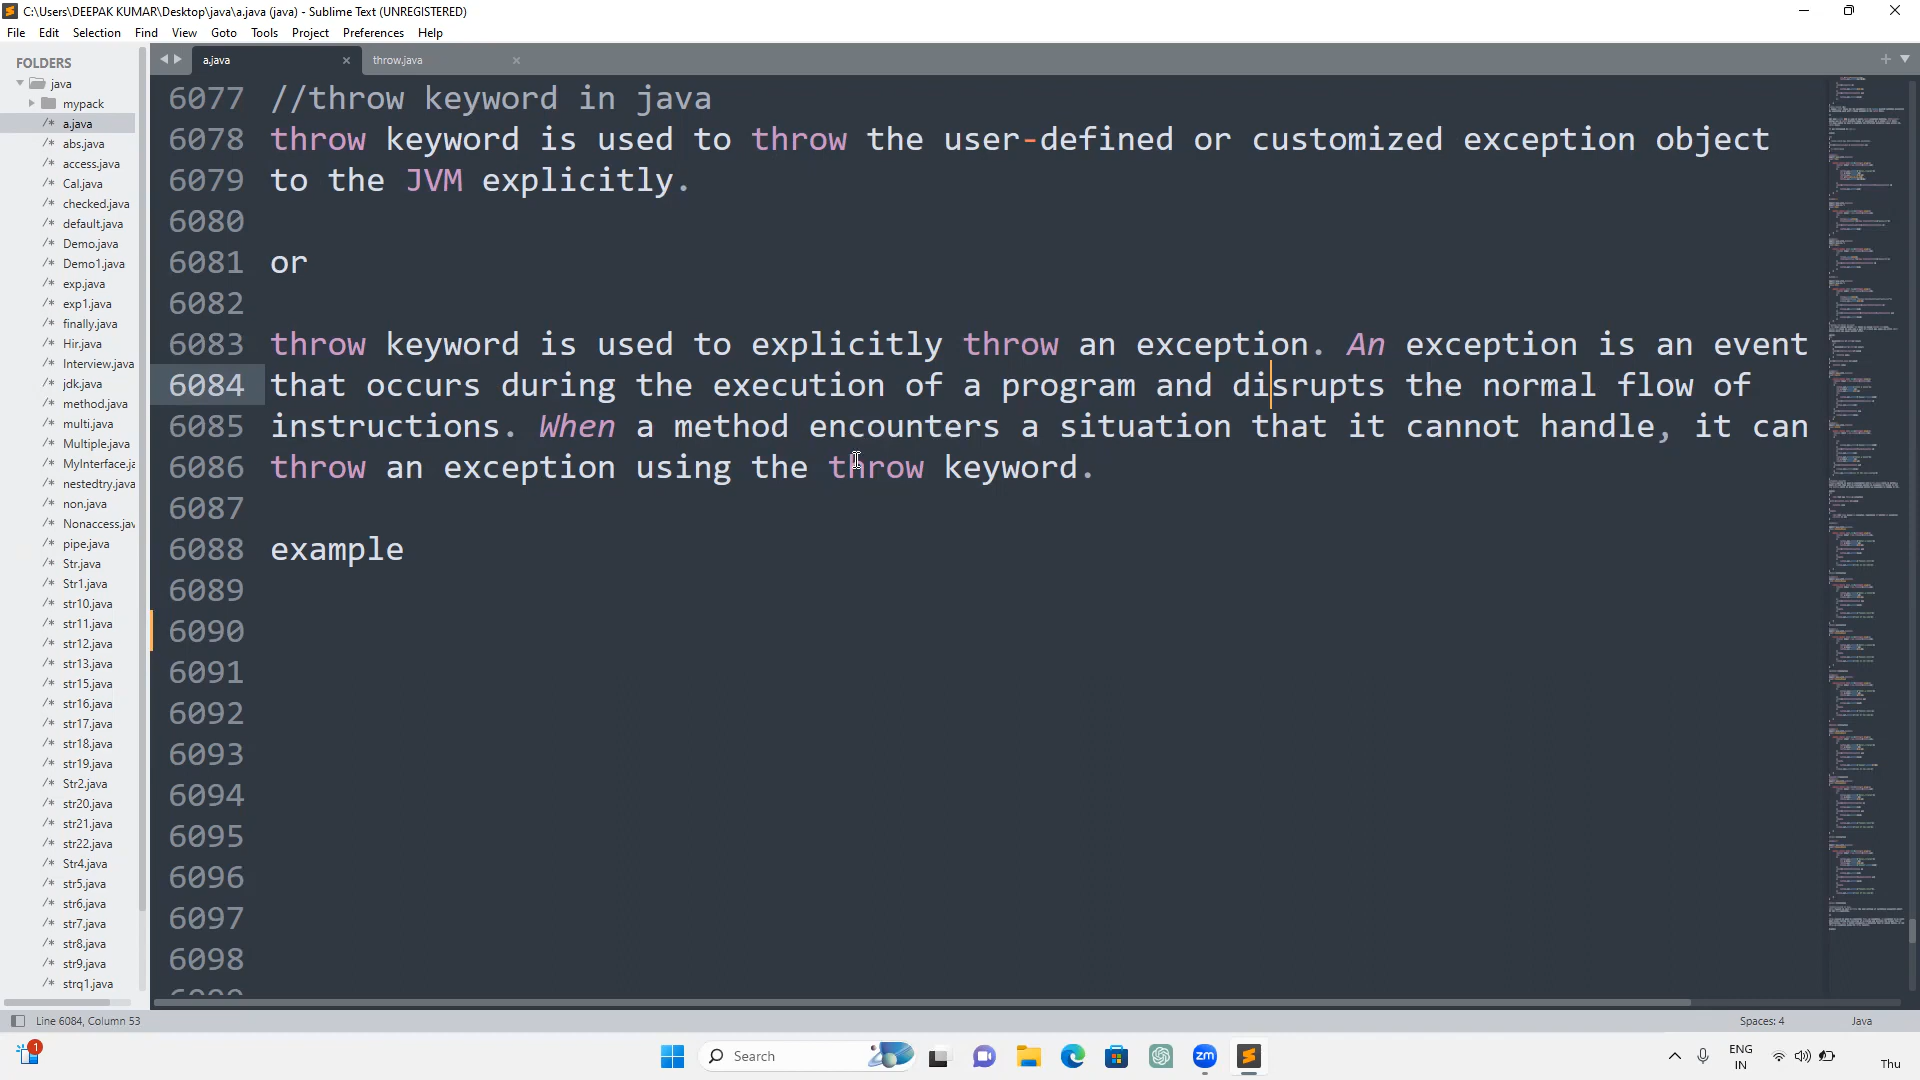 C:\Users\DEEPAK KUMAR\Desktop\java\a.java (java) - Sublime Text (UNREGISTERED)
File Edit Selection Find View Goto Tools Project Preferences Help
FOLDERS
java
mypack
a.java
abs.java
access.java
Cal.java
checked.java
default.java
Demo.java
Demo1.java
exp.java
exp1.java
finally.java
Hir.java
Interview.java
jdk.java
method.java
multi.java
Multiple.java
MyInterface.ja
nestedtry.java
non.java
Nonaccess.jav
pipe.java
Str.java
Str1.java
str10.java
str11.java
str12.java
str13.java
str15.java
str16.java
str17.java
str18.java
str19.java
Str2.java
str20.java
str21.java
str22.java
Str4.java
str5.java
str6.java
str7.java
str8.java
str9.java
strq1.java
a.java throw.java
6077 //throw keyword in java
6078 throw keyword is used to throw the user-defined or customized exception object
6079 to the JVM explicitly.
6080
6081 or
6082
6083 throw keyword is used to explicitly throw an exception. An exception is an event
6084 that occurs during the execution of a program and disrupts the normal flow of
6085 instructions. When a method encounters a situation that it cannot handle, it can
6086 throw an exception using the throw keyword.
6087
6088 example
6089
6090
6091
6092
6093
6094
6095
6096
6097
6098
Line 6084, Column 53 Spaces: 4 Java
1
Search
zm
ENG
IN
Thu